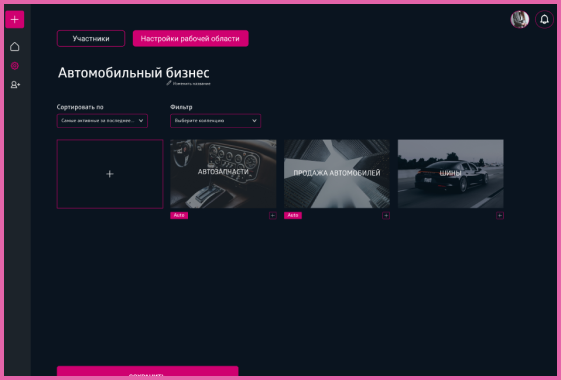 Участники
Настройки рабочей области
Автомобильный бизнес
Изменить название
Сортировать по
Фильтр
Самые активные за последнее...
Выберите коллекцию
АВТОЗАПЧАСТИ
ПРОДАЖА АВТОМОБИЛЕЙ
ШИНЫ
Auto
Auto